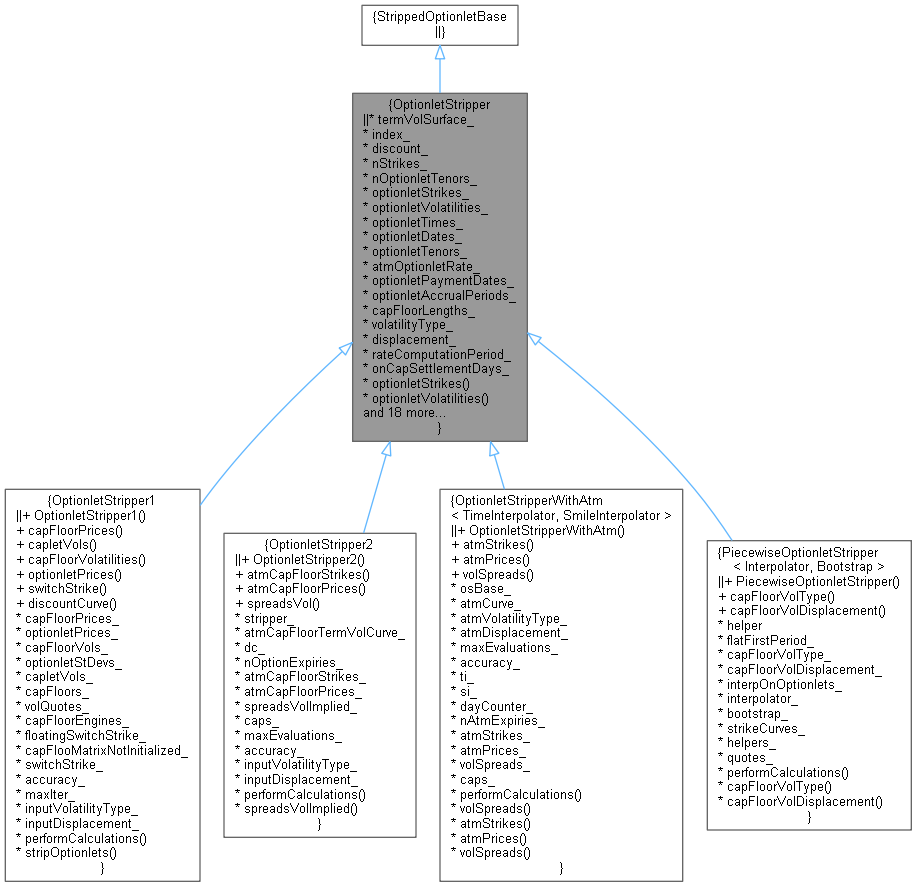 {StrippedOptionletBase
||}
{OptionletStripper
||* termVolSurface_
* index_
* discount_
* nStrikes_
* nOptionletTenors_
* optionletStrikes_
* optionletVolatilities_
* optionletTimes_
* optionletDates_
* optionletTenors_
* atmOptionletRate_
* optionletPaymentDates_
* optionletAccrualPeriods_
* capFloorLengths_
* volatilityType_
* displacement_
* rateComputationPeriod_
* onCapSettlementDays_
* optionletStrikes()
* optionletVolatilities()
and 18 more...
}
{OptionletStripper1
||+ OptionletStripper1()
+ capFloorPrices()
+ capletVols()
+ capFloorVolatilities()
+ optionletPrices()
+ switchStrike()
+ discountCurve()
* capFloorPrices_
* optionletPrices_
* capFloorVols_
* optionletStDevs_
* capletVols_
* capFloors_
* volQuotes_
* capFloorEngines_
* floatingSwitchStrike_
* capFlooMatrixNotInitialized_
* switchStrike_
* accuracy_
* maxIter_
* inputVolatilityType_
* inputDisplacement_
* performCalculations()
* stripOptionlets()
}
{OptionletStripper2
||+ OptionletStripper2()
+ atmCapFloorStrikes()
+ atmCapFloorPrices()
+ spreadsVol()
* stripper_
* atmCapFloorTermVolCurve_
* dc_
* nOptionExpiries_
* atmCapFloorStrikes_
* atmCapFloorPrices_
* spreadsVolImplied_
* caps_
* maxEvaluations_
* accuracy_
* inputVolatilityType_
* inputDisplacement_
* performCalculations()
* spreadsVolImplied()
}
{OptionletStripperWithAtm
< TimeInterpolator, SmileInterpolator >
||+ OptionletStripperWithAtm()
+ atmStrikes()
+ atmPrices()
+ volSpreads()
* osBase_
* atmCurve_
* atmVolatilityType_
* atmDisplacement_
* maxEvaluations_
* accuracy_
* ti_
* si_
* dayCounter_
* nAtmExpiries_
* atmStrikes_
* atmPrices_
* volSpreads_
* caps_
* performCalculations()
* volSpreads()
* atmStrikes()
* atmPrices()
* volSpreads()
}
{PiecewiseOptionletStripper
< Interpolator, Bootstrap >
||+ PiecewiseOptionletStripper()
+ capFloorVolType()
+ capFloorVolDisplacement()
* helper
* flatFirstPeriod_
* capFloorVolType_
* capFloorVolDisplacement_
* interpOnOptionlets_
* interpolator_
* bootstrap_
* strikeCurves_
* helpers_
* quotes_
* performCalculations()
* capFloorVolType()
* capFloorVolDisplacement()
}